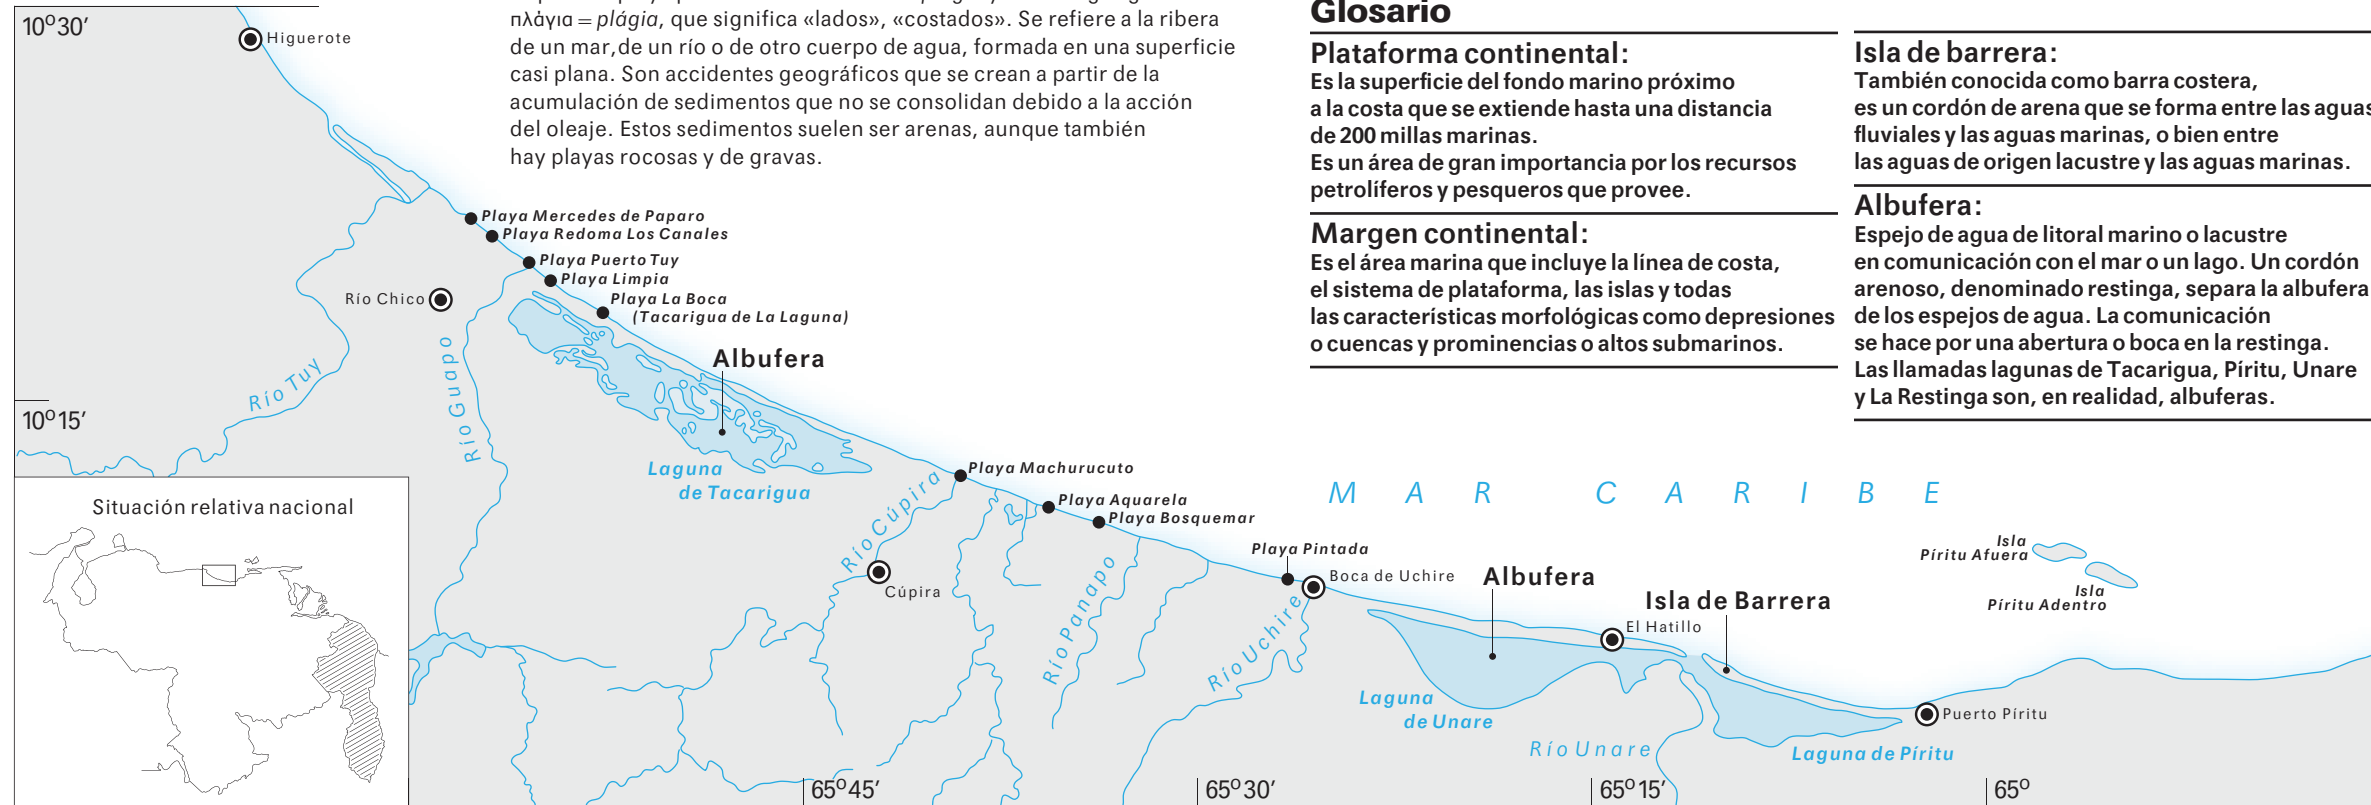 πλάγια = plágia, que significa «lados», «costados». Se refiere a la ribera
de un mar, de un río o de otro cuerpo de agua, formada en una superficie
casi plana. Son accidentes geográficos que se crean a partir de la
acumulación de sedimentos que no se consolidan debido a la acción
del oleaje. Estos sedimentos suelen ser arenas, aunque también
hay playas rocosas y de gravas.
Glosario
Plataforma continental:
Es la superficie del fondo marino próximo
a la costa que se extiende hasta una distancia
de 200 millas marinas.
Es un área de gran importancia por los recursos
petrolíferos y pesqueros que provee.
Margen continental:
Es el área marina que incluye la línea de costa,
el sistema de plataforma, las islas y todas
las características morfológicas como depresiones
o cuencas y prominencias o altos submarinos.
Isla de barrera:
También conocida como barra costera,
es un cordón de arena que se forma entre las aguas
fluviales y las aguas marinas, o bien entre
las aguas de origen lacustre y las aguas marinas.
Albufera:
Espejo de agua de litoral marino o lacustre
en comunicación con el mar o un lago. Un cordón
arenoso, denominado restinga, separa la albufera
de los espejos de agua. La comunicación
se hace por una abertura o boca en la restinga.
Las llamadas lagunas de Tacarigua, Píritu, Unare
y La Restinga son, en realidad, albuferas.
10º30′
Higuerote
Playa Mercedes de Paparo
Playa Redoma Los Canales
Playa Puerto Tuy
Playa Limpia
Playa La Boca
(Tacarigua de La Laguna)
Río Chico
Río Tuy
Río Guapo
Albufera
10º15′
Laguna
de Tacarigua
Playa Machurucuto
Playa Aquarela
Playa Bosquemar
Río Cúpira
Cúpira
Río Panapo
MAR CARIBE
Playa Pintada
Boca de Uchire
Río Uchire
Albufera
Isla de Barrera
El Hatillo
Isla
Píritu Afuera
Isla
Píritu Adentro
Laguna
de Unare
Río Unare
Puerto Píritu
Laguna de Píritu
Situación relativa nacional
65º45′
65º30′
65º15′
65º